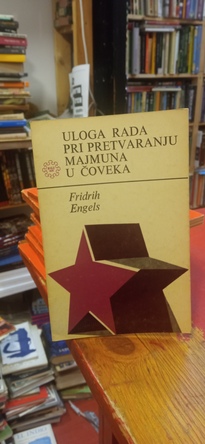 ULOGA RADA
PRI PRETVARANJU
MAJMUNA
U ČOVEKA
Fridrih
Engels